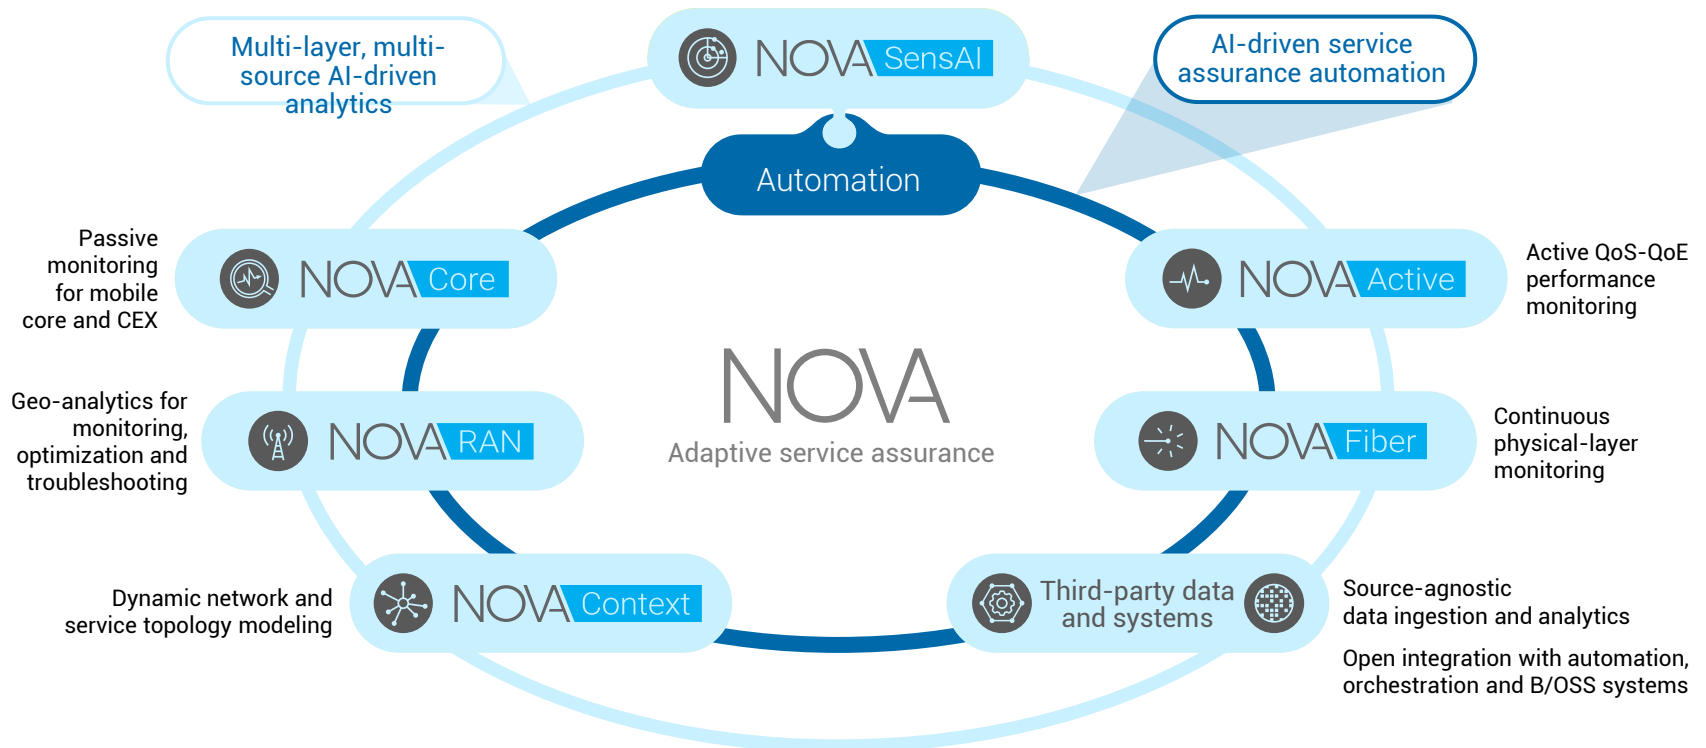 Multi-layer, multi-
source AI-driven
analytics
NOVA SensAI
AI-driven service
assurance automation
Automation
Passive
monitoring
for mobile
core and CEX
NOVA Core
NOVA Active
Active QoS-QoE
performance
monitoring
NOVA
Adaptive service assurance
Geo-analytics for
monitoring,
optimization and
troubleshooting
NOVA RAN
NOVA Fiber
Continuous
physical-layer
monitoring
Dynamic network and
service topology modeling
NOVA Context
Third-party data
and systems
Source-agnostic
data ingestion and analytics
Open integration with automation,
orchestration and B/OSS systems